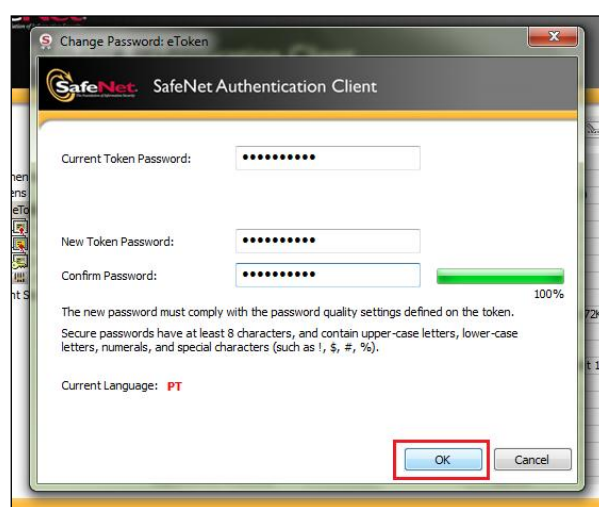 Change Password: eToken
SafeNet. SafeNet Authentication Client
Current Token Password: ••••••••••
New Token Password: ••••••••••
Confirm Password: ••••••••••
100%
The new password must comply with the password quality settings defined on the token.
Secure passwords have at least 8 characters, and contain upper-case letters, lower-case
letters, numerals, and special characters (such as !, $, #, %).
Current Language: PT
OK Cancel